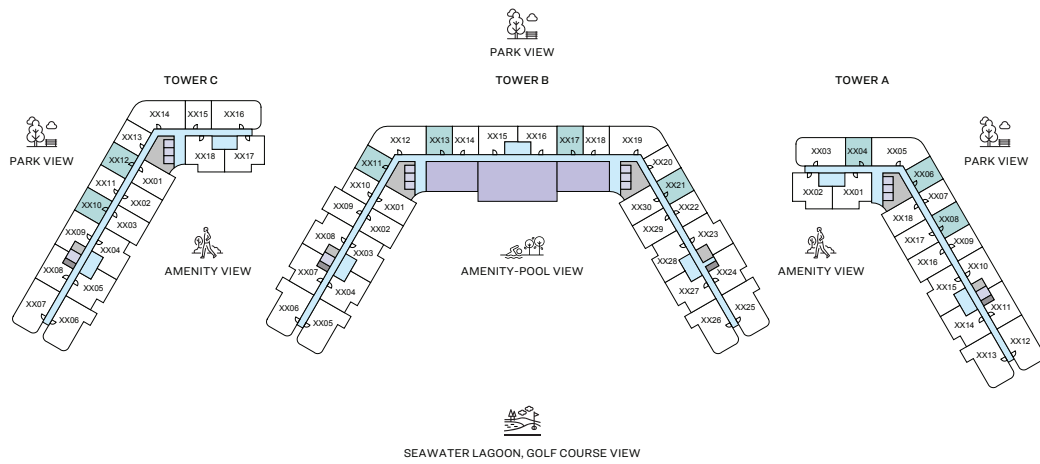 PARK VIEW
TOWER C
TOWER B
TOWER A
PARK VIEW
PARK VIEW
XX14 XX15 XX16
XX13
XX12
XX11
XX10
XX09
XX08
XX07
XX18 XX17
XX01
XX02
XX03
XX04
XX05
XX06
XX12 XX13 XX14 XX15 XX16 XX17 XX18 XX19
XX11
XX10
XX09
XX08
XX07
XX06
XX01
XX02
XX03
XX04
XX05
XX20
XX21
XX22
XX23
XX24
XX25
XX30
XX29
XX28
XX27
XX26
XX03 XX04 XX05
XX02 XX01
XX06
XX07
XX08
XX09
XX10
XX11
XX12
XX18
XX17
XX16
XX15
XX14
XX13
AMENITY VIEW
AMENITY-POOL VIEW
AMENITY VIEW
SEAWATER LAGOON, GOLF COURSE VIEW